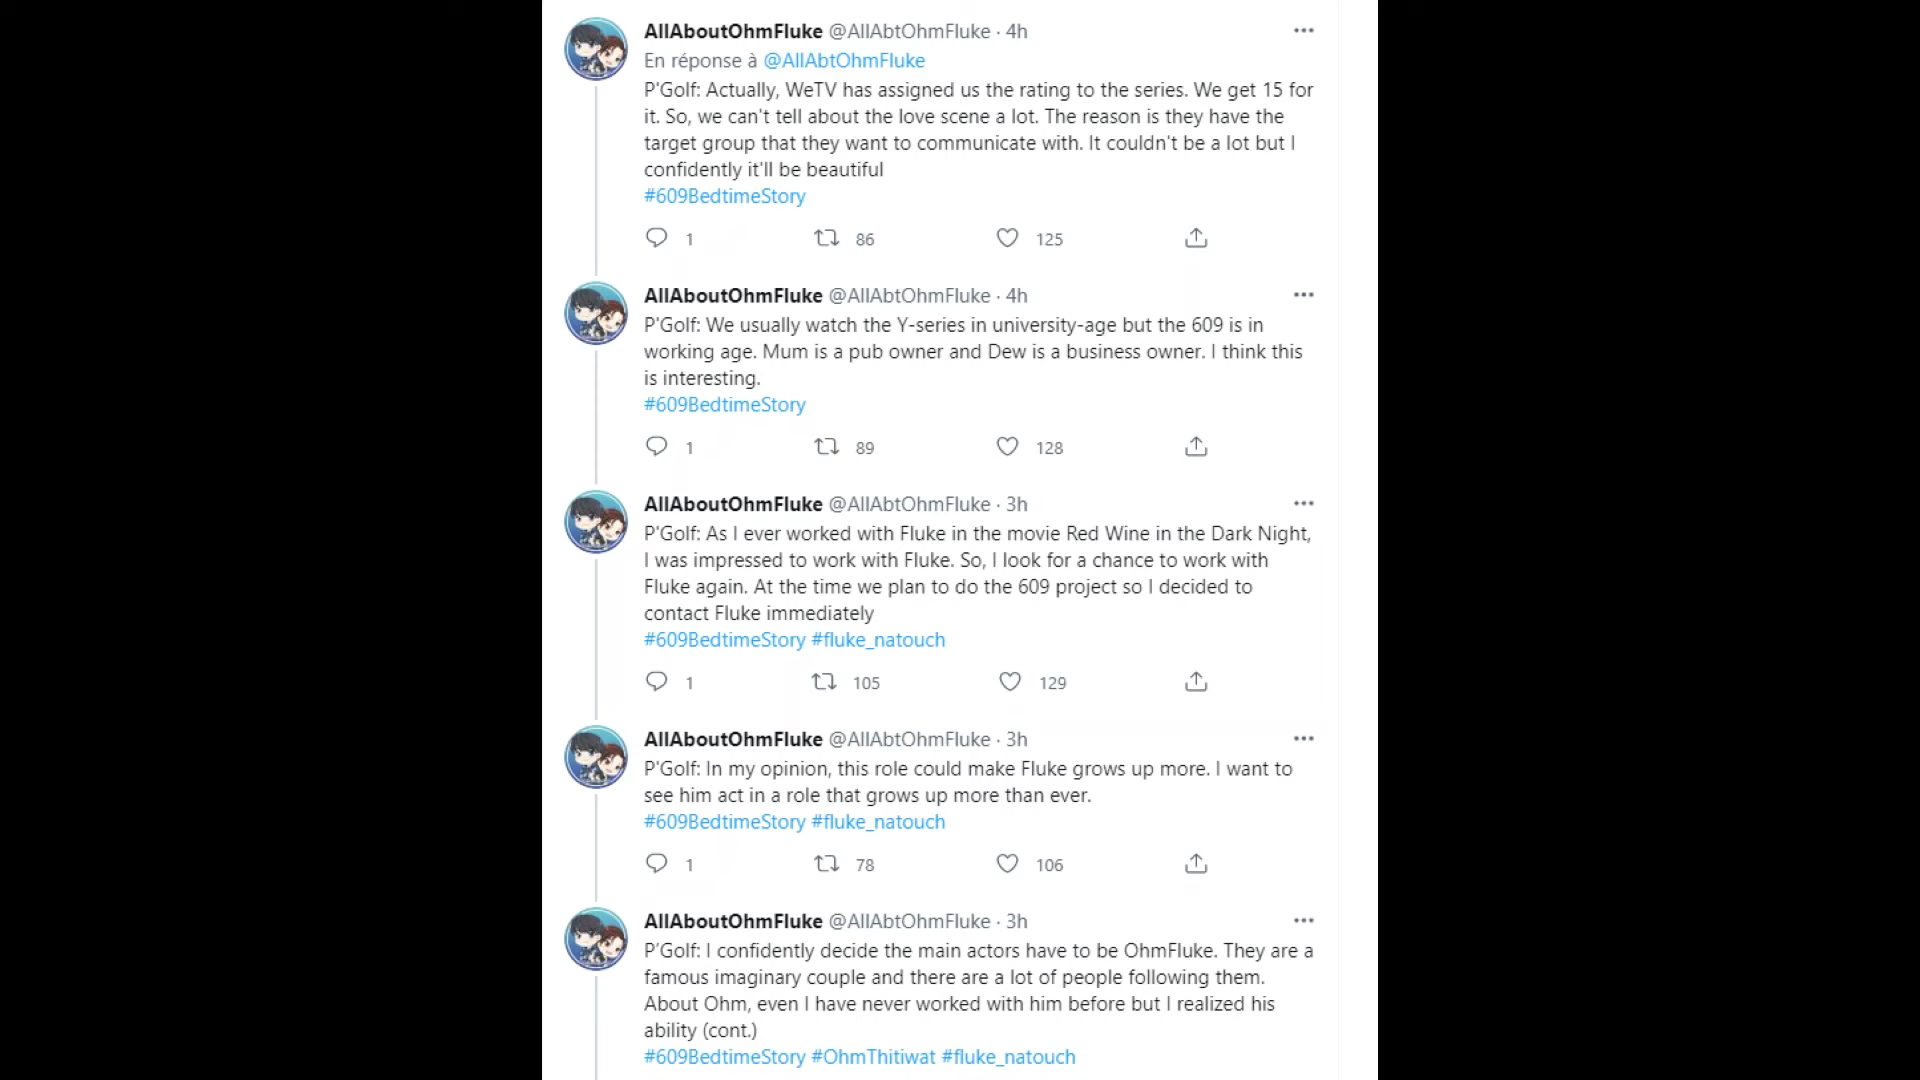 AllAboutOhmFluke @AllAbtOhmFluke · 4h
En réponse à @AllAbtOhmFluke
P'Golf: Actually, WeTV has assigned us the rating to the series. We get 15 for
it. So, we can't tell about the love scene a lot. The reason is they have the
target group that they want to communicate with. It couldn't be a lot but I
confidently it'll be beautiful
#609BedtimeStory
1 86 125
AllAboutOhmFluke @AllAbtOhmFluke · 4h
P'Golf: We usually watch the Y-series in university-age but the 609 is in
working age. Mum is a pub owner and Dew is a business owner. I think this
is interesting.
#609BedtimeStory
1 89 128
AllAboutOhmFluke @AllAbtOhmFluke · 3h
P'Golf: As I ever worked with Fluke in the movie Red Wine in the Dark Night,
I was impressed to work with Fluke. So, I look for a chance to work with
Fluke again. At the time we plan to do the 609 project so I decided to
contact Fluke immediately
#609BedtimeStory #fluke_natouch
1 105 129
AllAboutOhmFluke @AllAbtOhmFluke · 3h
P'Golf: In my opinion, this role could make Fluke grows up more. I want to
see him act in a role that grows up more than ever.
#609BedtimeStory #fluke_natouch
1 78 106
AllAboutOhmFluke @AllAbtOhmFluke · 3h
P'Golf: I confidently decide the main actors have to be OhmFluke. They are a
famous imaginary couple and there are a lot of people following them.
About Ohm, even I have never worked with him before but I realized his
ability (cont.)
#609BedtimeStory #OhmThitiwat #fluke_natouch